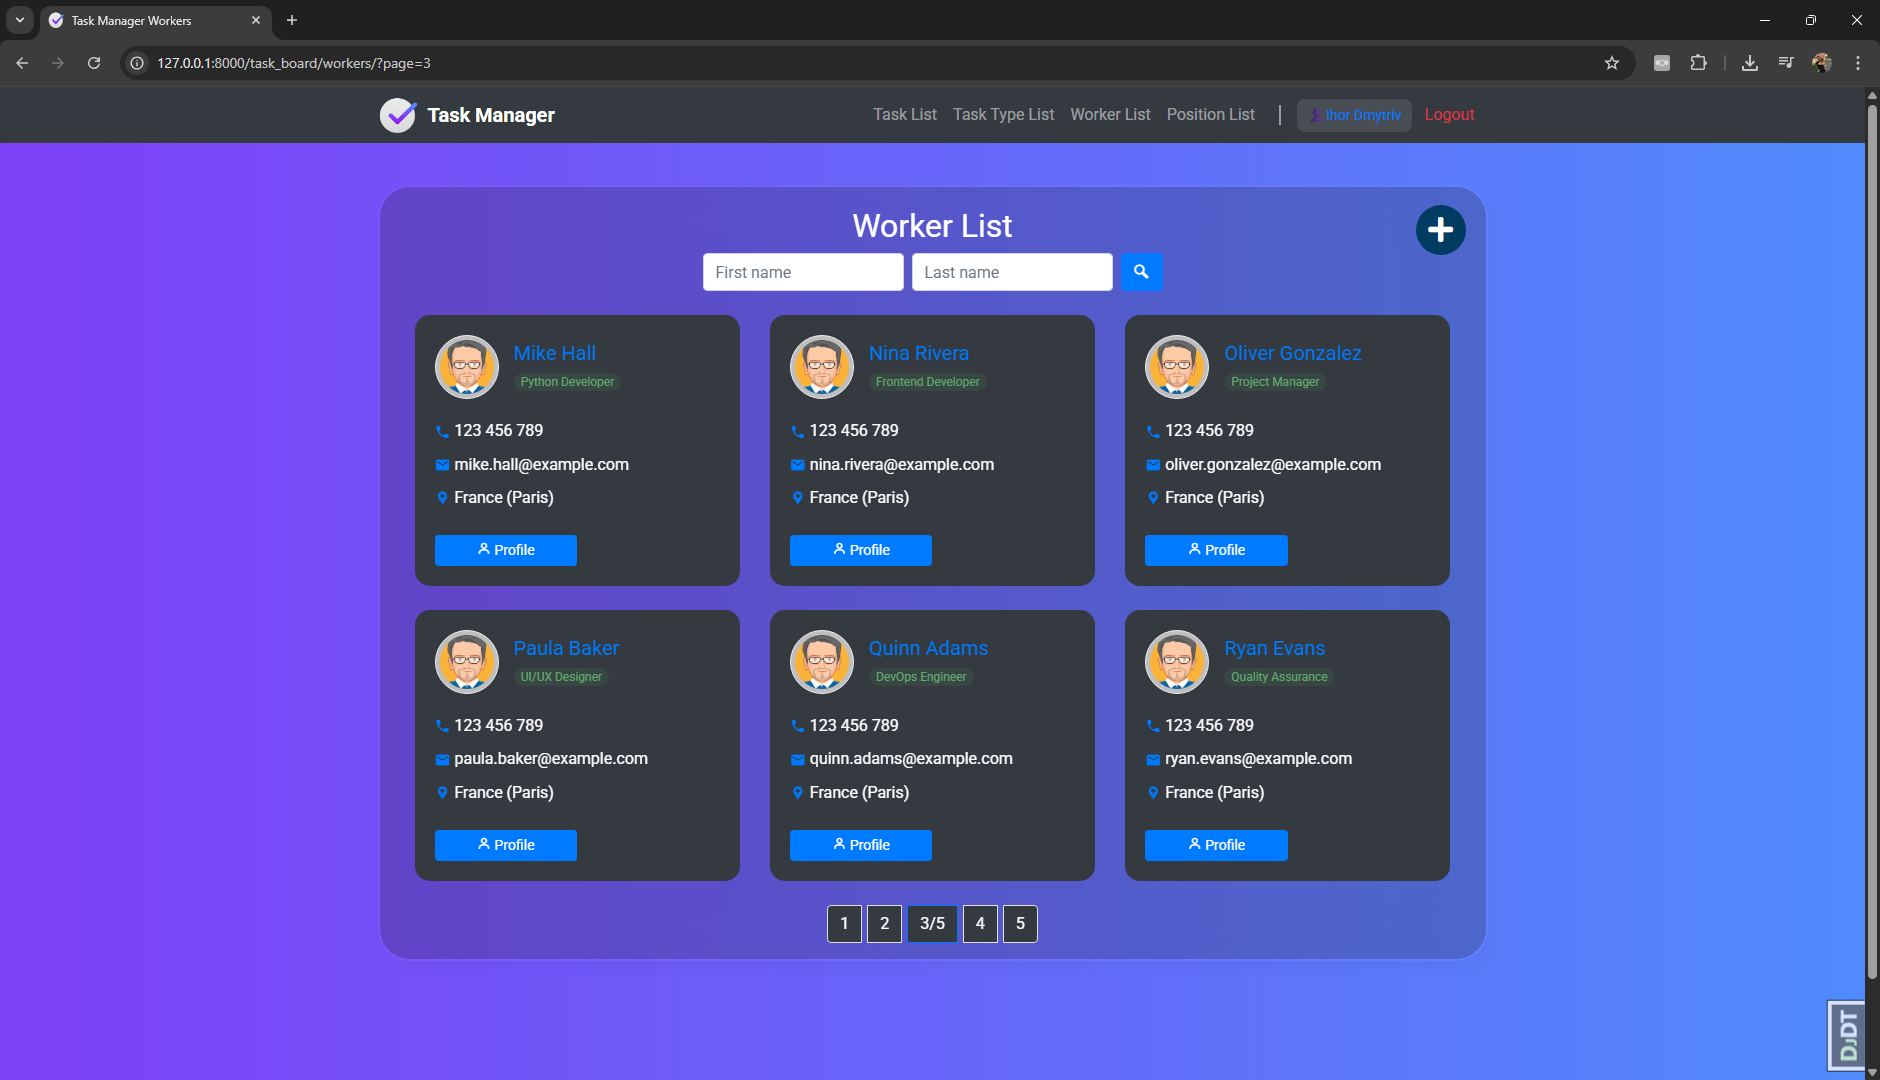 Task Manager Workers
127.0.0.1:8000/task_board/workers/?page=3
Task Manager
Task List Task Type List Worker List Position List | Ihor Dmytriv Logout
Worker List
First name Last name
Mike Hall
Python Developer
123 456 789
mike.hall@example.com
France (Paris)
Profile
Nina Rivera
Frontend Developer
123 456 789
nina.rivera@example.com
France (Paris)
Profile
Oliver Gonzalez
Project Manager
123 456 789
oliver.gonzalez@example.com
France (Paris)
Profile
Paula Baker
UI/UX Designer
123 456 789
paula.baker@example.com
France (Paris)
Profile
Quinn Adams
DevOps Engineer
123 456 789
quinn.adams@example.com
France (Paris)
Profile
Ryan Evans
Quality Assurance
123 456 789
ryan.evans@example.com
France (Paris)
Profile
1 2 3/5 4 5
DJDT